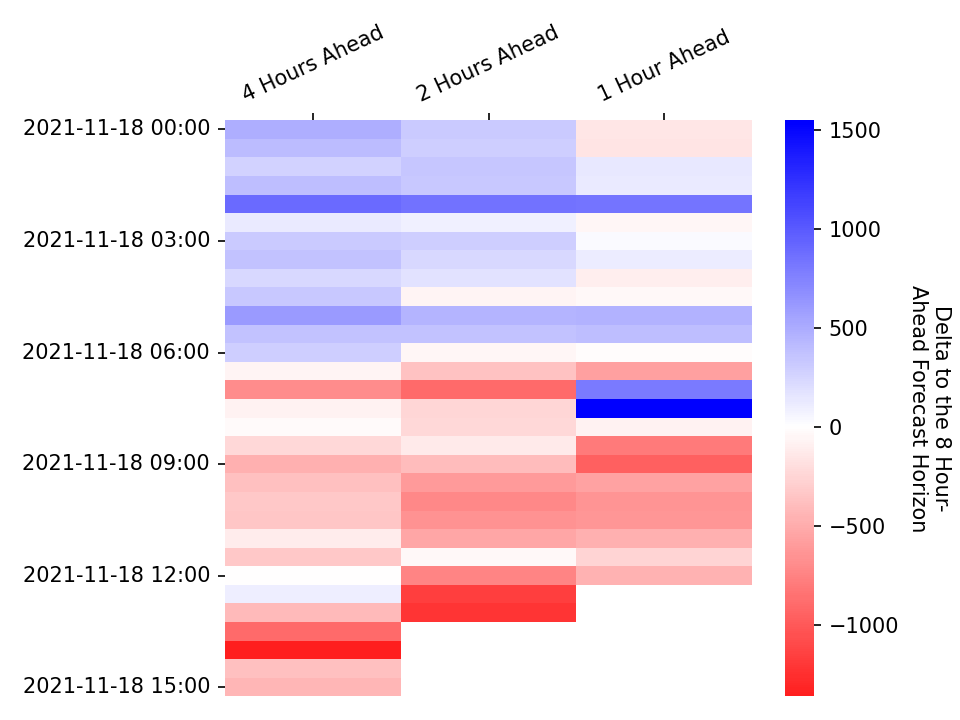 4 Hours Ahead
2 Hours Ahead
1 Hour Ahead
2021-11-18 00:00
2021-11-18 03:00
2021-11-18 06:00
2021-11-18 09:00
2021-11-18 12:00
2021-11-18 15:00
1500
1000
500
0
−500
−1000
Delta to the 8 Hour-
Ahead Forecast Horizon